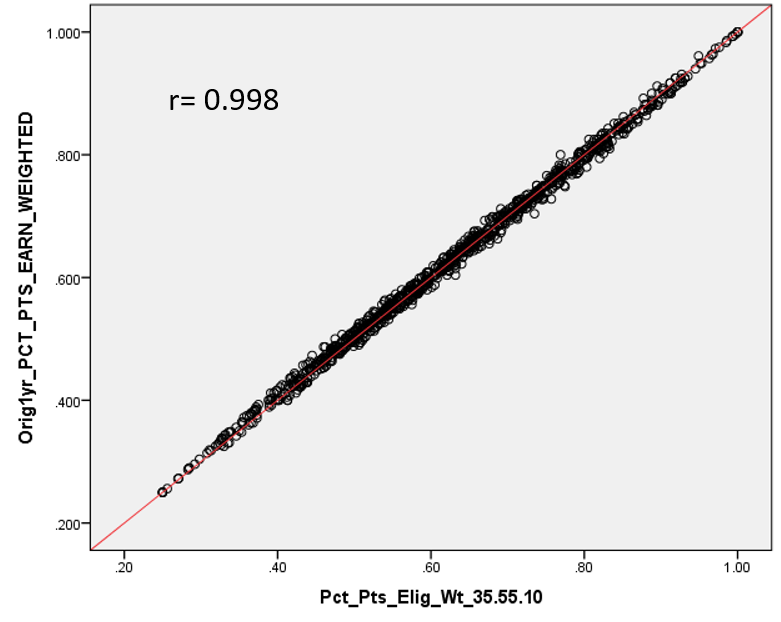 1.000
r= 0.998
.800
.600
.400
.200
Orig1yr_PCT_PTS_EARN_WEIGHTED
.20 .40 .60 .80 1.00
Pct_Pts_Elig_Wt_35.55.10